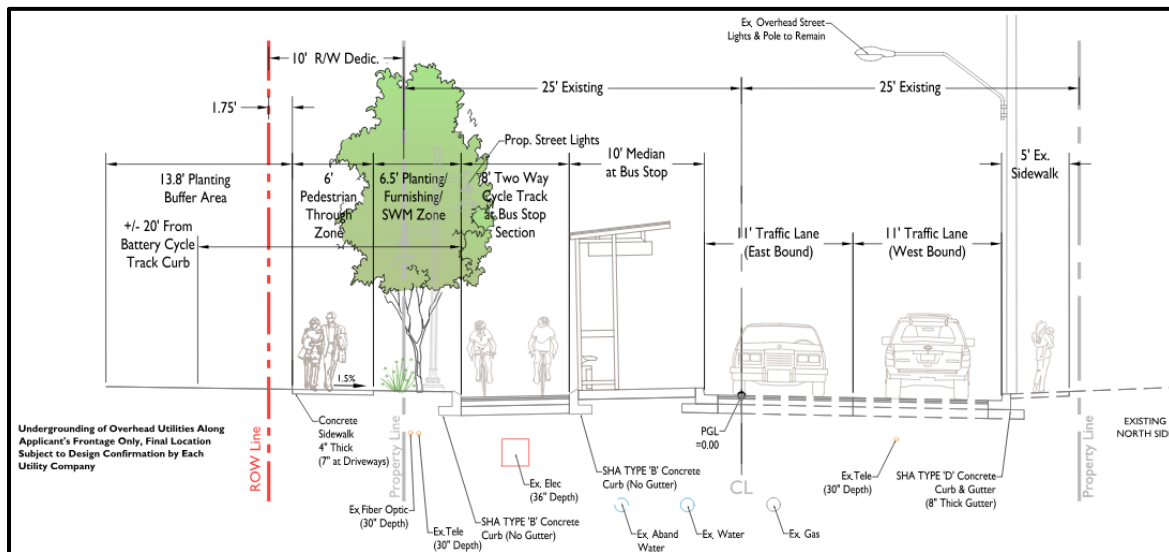 Ex. Overhead Street
Lights & Pole to Remain
10' R/W Dedic.
25' Existing
25' Existing
1.75'
Prop. Street Lights
10' Median
at Bus Stop
5' Ex.
Sidewalk
13.8' Planting
Buffer Area
6'
Pedestrian
Through
Zone
6.5' Planting/
Furnishing/
SWM Zone
8' Two Way
Cycle Track
at Bus Stop
Section
+/- 20' From
Battery Cycle
Track Curb
11' Traffic Lane
(East Bound)
11' Traffic Lane
(West Bound)
1.5%
Undergrounding of Overhead Utilities Along
Applicant's Frontage Only, Final Location
Subject to Design Confirmation by Each
Utility Company
ROW Line
Concrete
Sidewalk
4" Thick
(7" at Driveways)
Property Line
Ex. Fiber Optic
(30" Depth)
Ex.Tele
(30" Depth)
SHA TYPE 'B' Concrete
Curb (No Gutter)
Ex. Elec
(36" Depth)
SHA TYPE 'B' Concrete
Curb (No Gutter)
Ex. Aband
Water
Ex. Water
PGL
=0.00
CL
Ex. Gas
Ex.Tele
(30" Depth)
SHA TYPE 'D' Concrete
Curb & Gutter
(8" Thick Gutter)
Property Line
EXISTING
NORTH SID